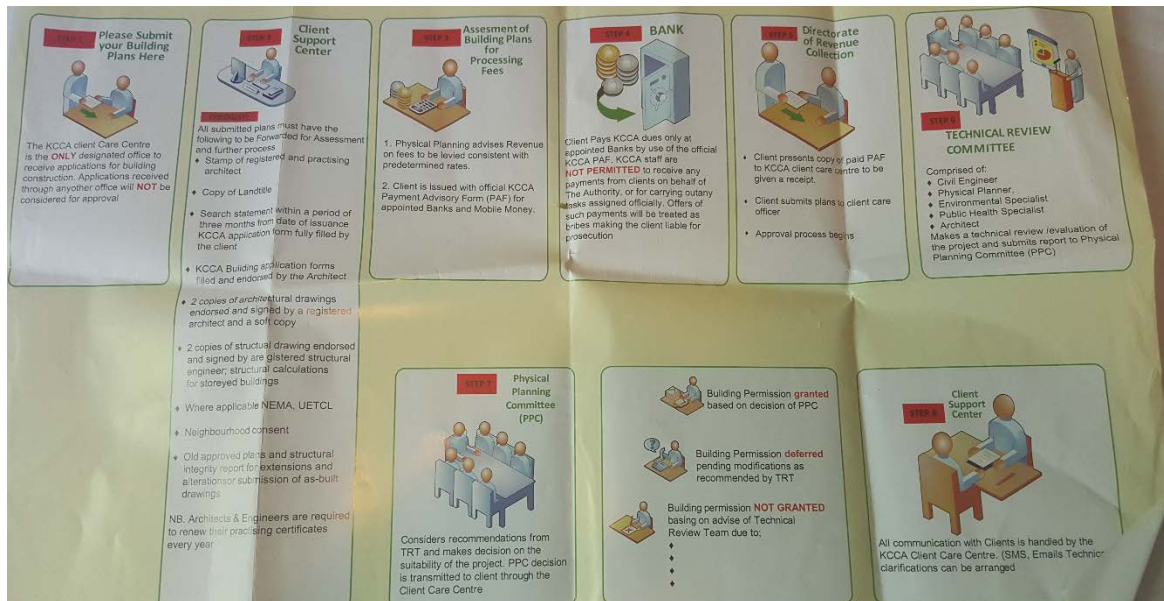 STEP 1
Please Submit
your Building
Plans Here
The KCCA client Care Centre
is the ONLY designated office to
receive applications for building
construction. Applications received
through anyother office will NOT be
considered for approval
STEP 2
Client
Support
Center
All submitted plans must have the
following to be Forwarded for Assessment
and further process
♦ Stamp of registered and practising
architect
♦ Copy of Landtitle
♦ Search statement within a period of
three months from date of issuance
KCCA application form fully filled by
the client
♦ KCCA Building application forms
filled and endorsed by the Architect
♦ 2 copies of architectural drawings
endorsed and signed by a registered
architect and a soft copy
♦ 2 copies of structual drawing endorsed
and signed by are gistered structural
engineer; structural calculations
for storeyed buildings
♦ Where applicable NEMA, UETCL
♦ Neighbourhood consent
♦ Old approved plans and structural
integrity report for extensions and
alterationsor submission of as-built
drawings
NB. Architects & Engineers are required
to renew their practising certificates
every year
STEP 3
Assesment of
Building Plans
for
Processing
Fees
1. Physical Planning advises Revenue
on fees to be levied consistent with
predetermined rates.
2. Client is issued with official KCCA
Payment Advisory Form (PAF) for
appointed Banks and Mobile Money.
STEP 4
BANK
Client Pays KCCA dues only at
appointed Banks by use of the official
KCCA PAF, KCCA staff are
NOT PERMITTED to receive any
payments from clients on behalf of
The Authority, or for carrying outany
tasks assigned officially. Offers of
such payments will be treated as
bribes making the client liable for
prosecution
STEP 5
Directorate
of Revenue
Collection
♦ Client presents copy of paid PAF
to KCCA client care centre to be
given a receipt.
♦ Client submits plans to client care
officer
♦ Approval process begins
STEP 6
TECHNICAL REVIEW
COMMITTEE
Comprised of:
♦ Civil Engineer
♦ Physical Planner,
♦ Environmental Specialist
♦ Public Health Specialist
♦ Architect
Makes a technical review /evaluation of
the project and submits report to Physical
Planning Committee (PPC)
STEP 7
Physical
Planning
Committee
(PPC)
Considers recommendations from
TRT and makes decision on the
suitability of the project. PPC decision
is transmitted to client through the
Client Care Centre
Building Permission granted
based on decision of PPC
Building Permission deferred
pending modifications as
recommended by TRT
Building permission NOT GRANTED
basing on advise of Technical
Review Team due to;
♦
♦
♦
♦
STEP 8
Client
Support
Center
All communication with Clients is handled by the
KCCA Client Care Centre. (SMS, Emails
clarifications can be arranged